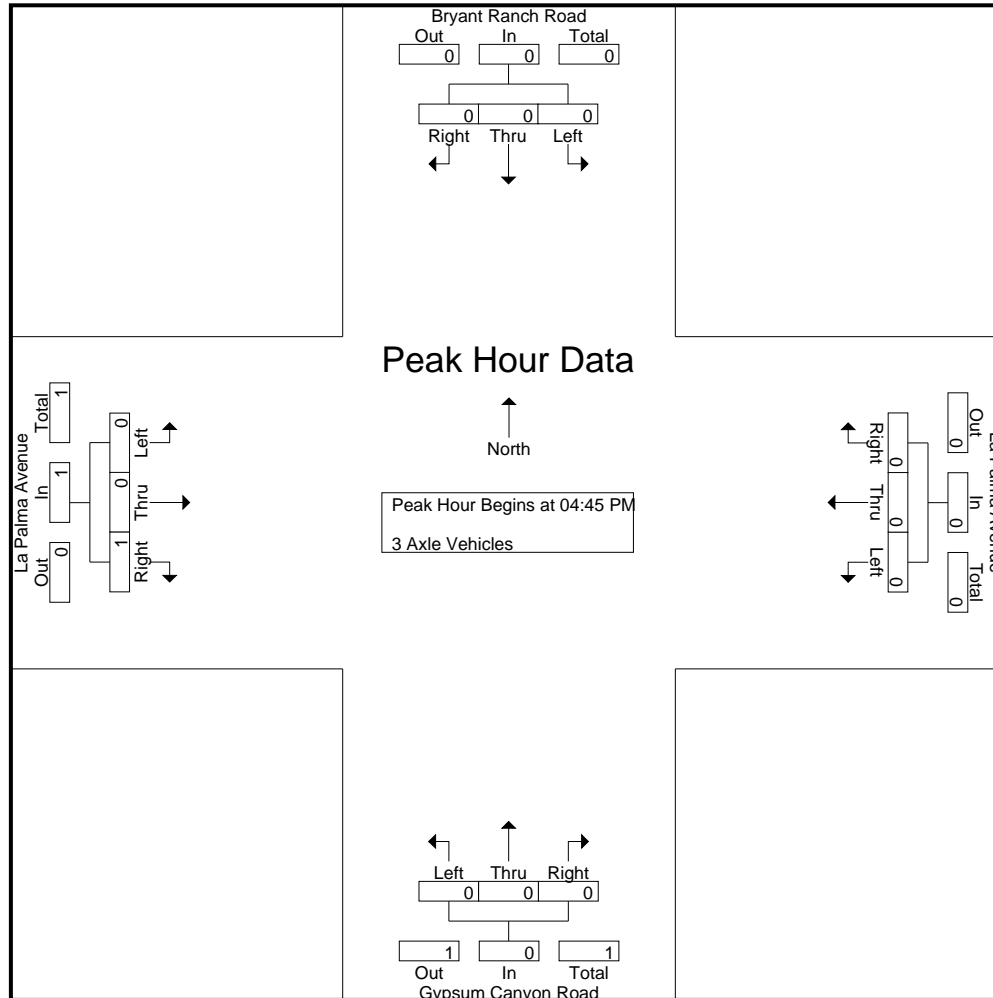 Bryant Ranch Road
Out In Total
0 0 0
0 0 0
Right Thru Left
Peak Hour Data
North
Peak Hour Begins at 04:45 PM
3 Axle Vehicles
La Palma Avenue
Total In Out
1 1 0
0 0 1
Left Thru Right
Right Thru Left
0 0 0
0 0 0
Out In Total
La Palma Avenue
Left Thru Right
0 0 0
1 0 1
Out In Total
Gypsum Canyon Road